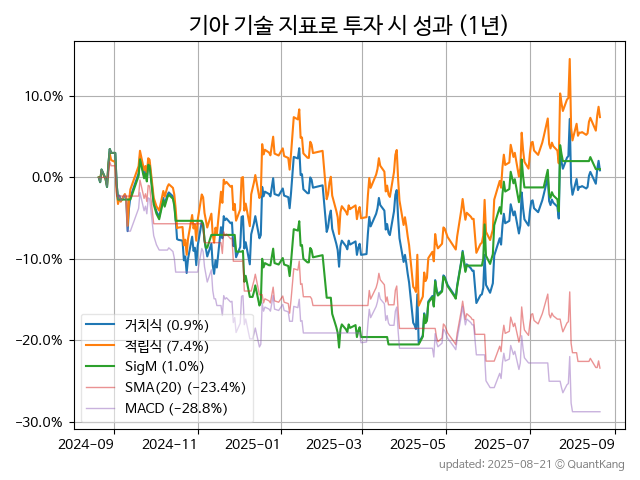 기아 기술 지표로 투자 시 성과 (1년)
10.0%
0.0%
−10.0%
−20.0%
−30.0%
거치식 (0.9%)
적립식 (7.4%)
SigM (1.0%)
SMA(20) (−23.4%)
MACD (−28.8%)
2024-09 2024-11 2025-01 2025-03 2025-05 2025-07 2025-09
updated: 2025-08-21 © QuantKang